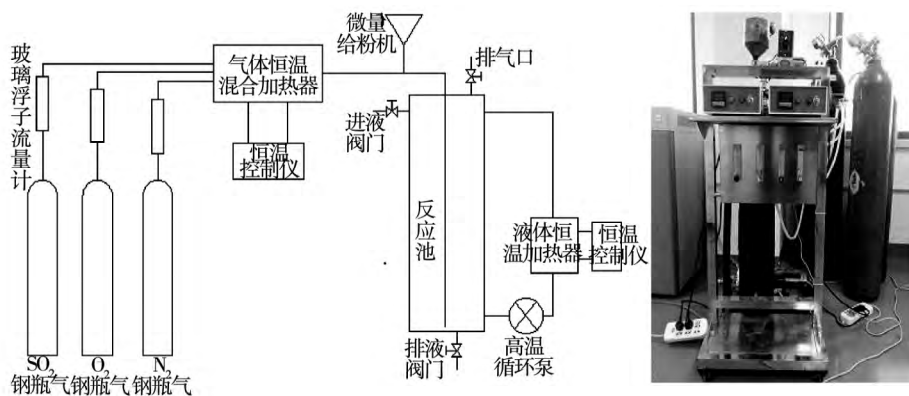 微量
给粉机
排气口
气体恒温
混合加热器
玻璃浮子流量计
进液
阀门
恒温
控制仪
反应池
液体恒
温加热器
恒温
控制仪
SO₂
钢瓶气
O₂
钢瓶气
N₂
钢瓶气
排液
阀门
高温
循环泵